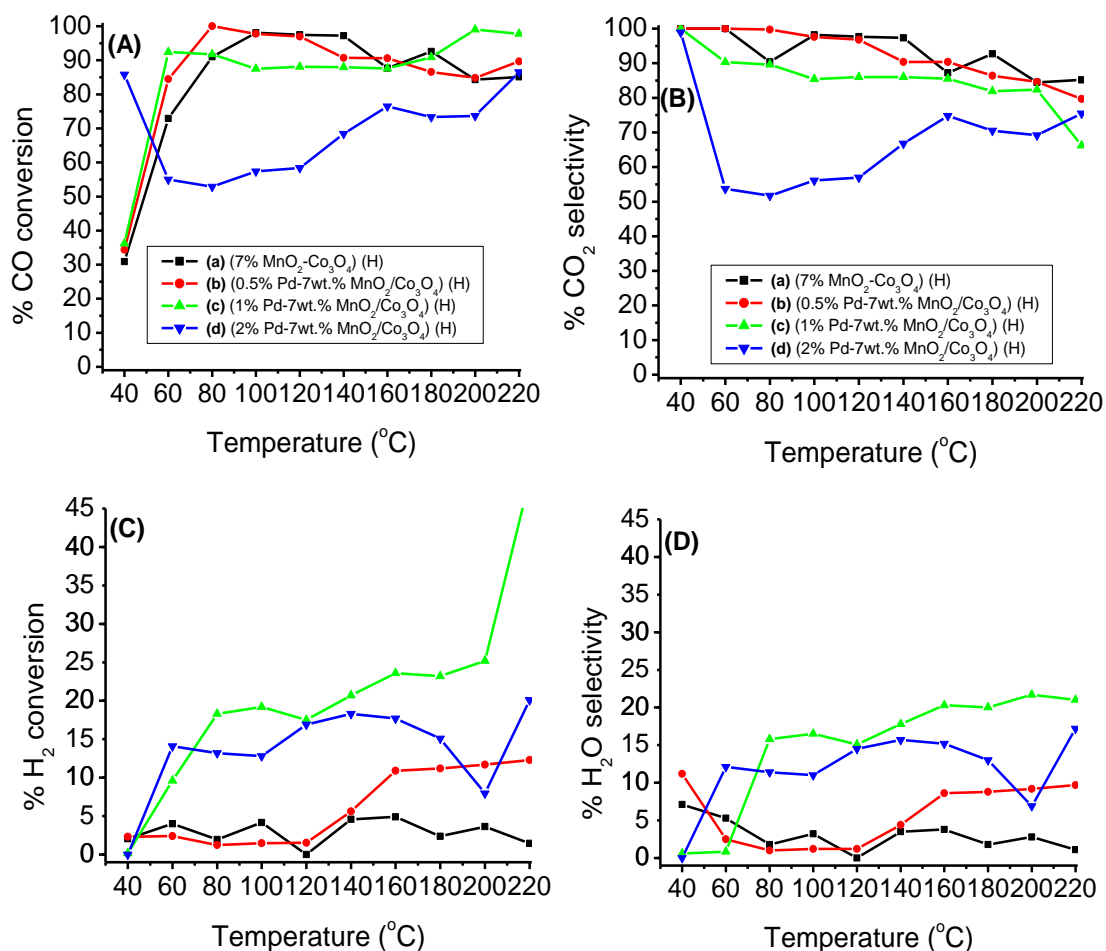 (A)
% CO conversion
100
90
80
70
60
50
40
30
20
10
0
(a) (7% MnO₂-Co₃O₄) (H)
(b) (0.5% Pd-7wt.% MnO₂/Co₃O₄) (H)
(c) (1% Pd-7wt.% MnO₂/Co₃O₄) (H)
(d) (2% Pd-7wt.% MnO₂/Co₃O₄) (H)
40 60 80 100 120 140 160 180 200 220
Temperature (°C)
(B)
% CO₂ selectivity
100
90
80
70
60
50
40
30
20
10
0
(a) (7% MnO₂-Co₃O₄) (H)
(b) (0.5% Pd-7wt.% MnO₂/Co₃O₄) (H)
(c) (1% Pd-7wt.% MnO₂/Co₃O₄) (H)
(d) (2% Pd-7wt.% MnO₂/Co₃O₄) (H)
40 60 80 100 120 140 160 180 200 220
Temperature (°C)
(C)
% H₂ conversion
45
40
35
30
25
20
15
10
5
0
40 60 80 100 120 140 160 180 200 220
Temperature (°C)
(D)
% H₂O selectivity
45
40
35
30
25
20
15
10
5
0
40 60 80 100 120 140 160 180 200 220
Temperature (°C)